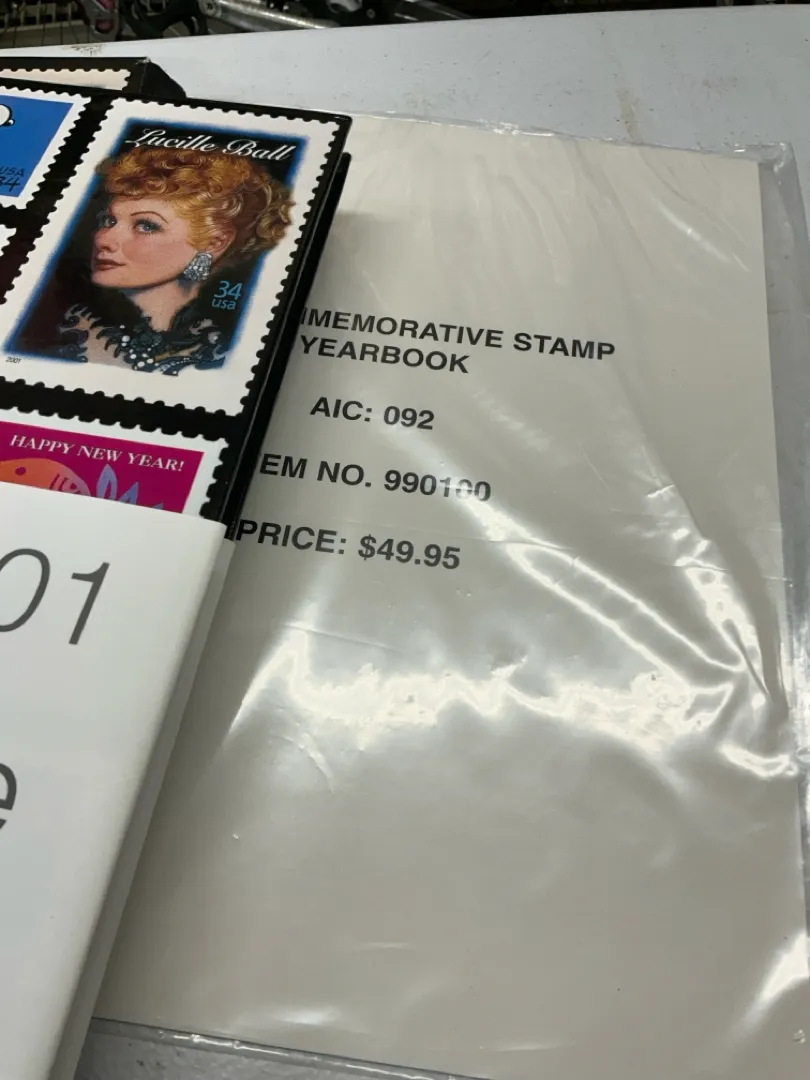 USA
34
Lucille Ball
34
usa
2001
HAPPY NEW YEAR!
01
e
MMEMORATIVE STAMP
YEARBOOK
AIC: 092
EM NO. 990100
PRICE: $49.95